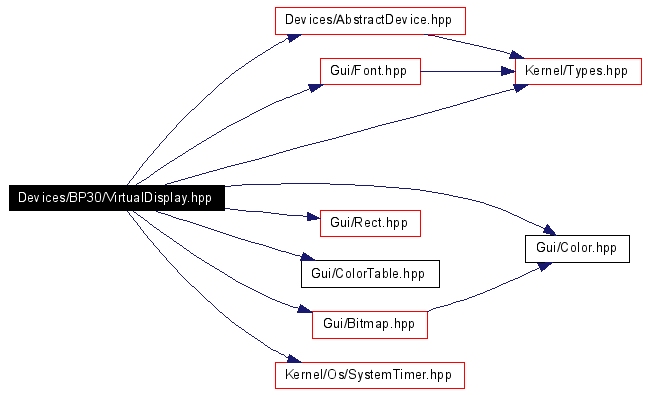 Devices/AbstractDevice.hpp
Gui/Font.hpp
Kernel/Types.hpp
Devices/BP30/VirtualDisplay.hpp
Gui/Rect.hpp
Gui/Color.hpp
Gui/ColorTable.hpp
Gui/Bitmap.hpp
Kernel/Os/SystemTimer.hpp